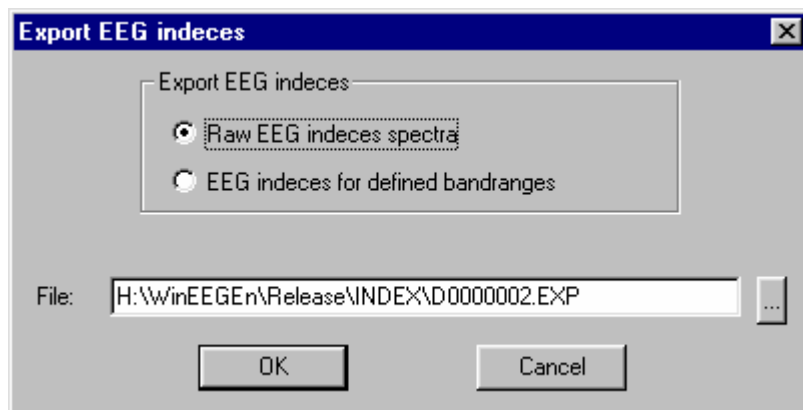 Export EEG indeces
Export EEG indeces
Raw EEG indeces spectra
EEG indeces for defined bandranges
File: H:\WinEEGEn\Release\INDEX\D0000002.EXP ...
OK Cancel